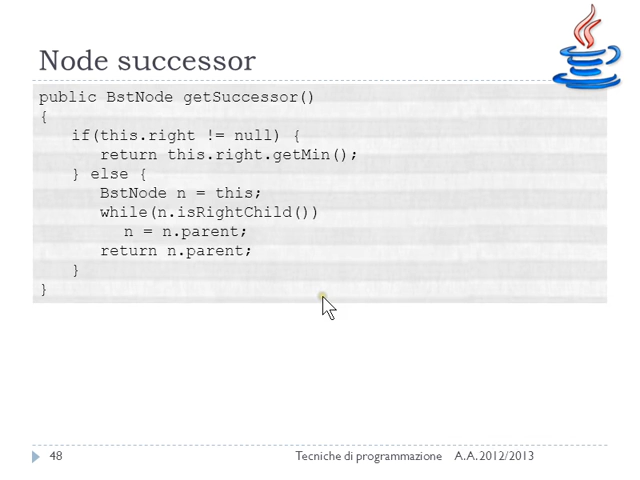 Node successor
public BstNode getSuccessor()
{
if(this.right != null) {
return this.right.getMin();
} else {
BstNode n = this;
while(n.isRightChild())
n = n.parent;
return n.parent;
}
}
48 Tecniche di programmazione A.A. 2012/2013